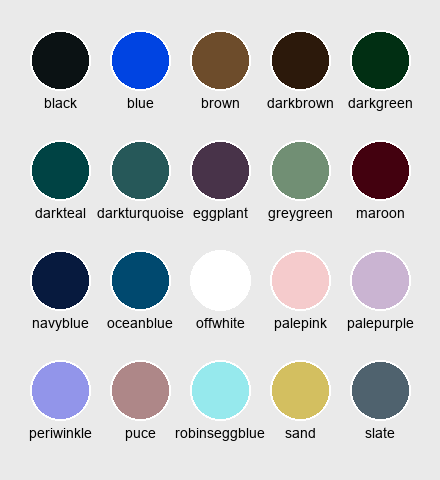 black blue brown darkbrown darkgreen
darkteal darkturquoise eggplant greygreen maroon
navyblue oceanblue offwhite palepink palepurple
periwinkle puce robinseggblue sand slate